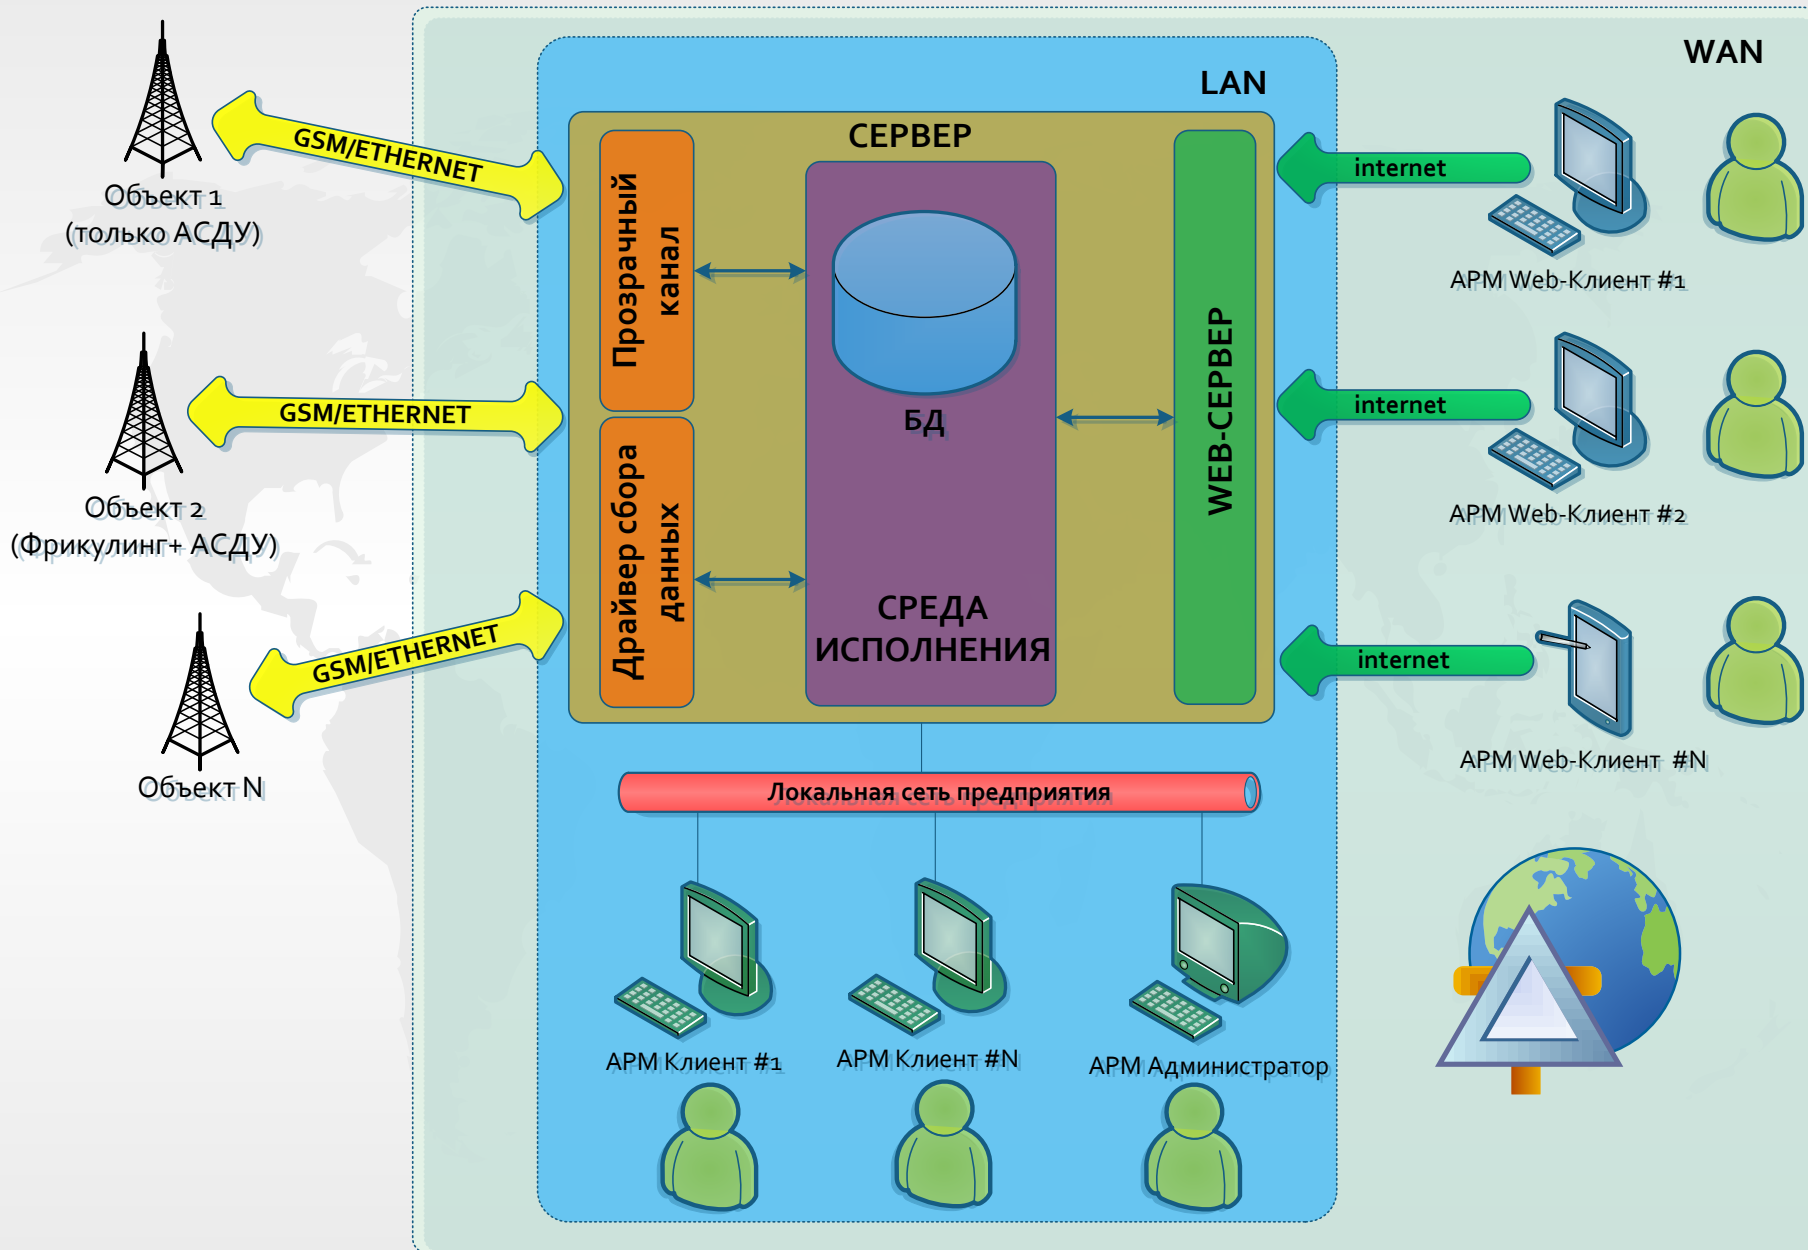 WAN
LAN
СЕРВЕР
GSM/ETHERNET
Объект 1
(только АСДУ)
GSM/ETHERNET
Объект 2
(Фрикулинг+ АСДУ)
GSM/ETHERNET
Объект N
Прозрачный
канал
Драйвер сбора
данных
БД
СРЕДА
ИСПОЛНЕНИЯ
WEB-СЕРВЕР
internet
АРМ Web-Клиент #1
internet
АРМ Web-Клиент #2
internet
АРМ Web-Клиент #N
Локальная сеть предприятия
АРМ Клиент #1
АРМ Клиент #N
АРМ Администратор